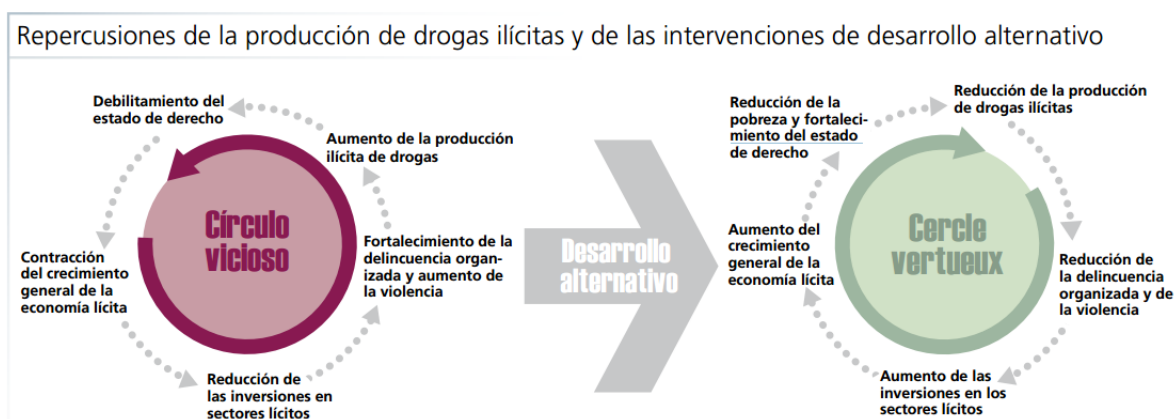 Repercusiones de la producción de drogas ilícitas y de las intervenciones de desarrollo alternativo
Debilitamiento del
estado de derecho
Aumento de la producción
ilícita de drogas
Círculo
vicioso
Contracción
del crecimiento
general de la
economía lícita
Fortalecimiento de la
delincuencia organ-
izada y aumento de
la violencia
Reducción de
las inversiones en
sectores lícitos
Desarrollo
alternativo
Reducción de la
pobreza y fortaleci-
miento del estado
de derecho
Reducción de la producción
de drogas ilícitas
Cercle
vertueux
Aumento del
crecimiento
general de la
economía lícita
Reducción de
la delincuencia
organizada y de
la violencia
Aumento de las
inversiones en los
sectores lícitos